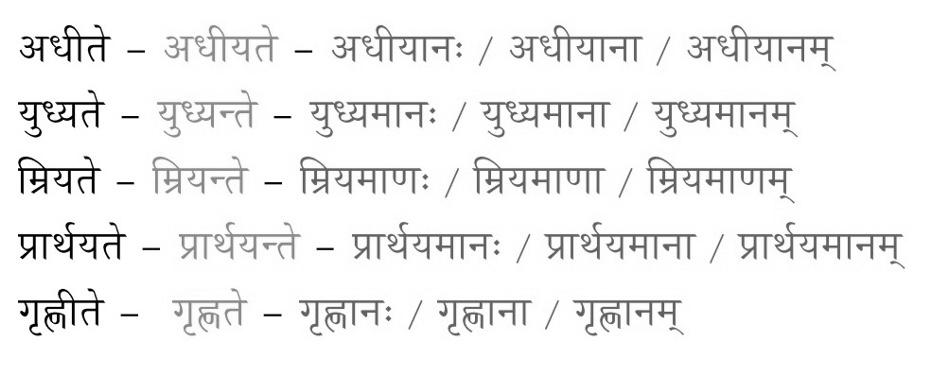 अधीते – अधीयते – अधीयानः / अधीयाना / अधीयानम्
युध्यते – युध्यन्ते – युध्यमानः / युध्यमाना / युध्यमानम्
म्रियते – म्रियन्ते – म्रियमाणः / म्रियमाणा / म्रियमाणम्
प्रार्थयते – प्रार्थयन्ते – प्रार्थयमानः / प्रार्थयमाना / प्रार्थयमानम्
गृह्णीते – गृह्णते – गृह्णानः / गृह्णाना / गृह्णानम्